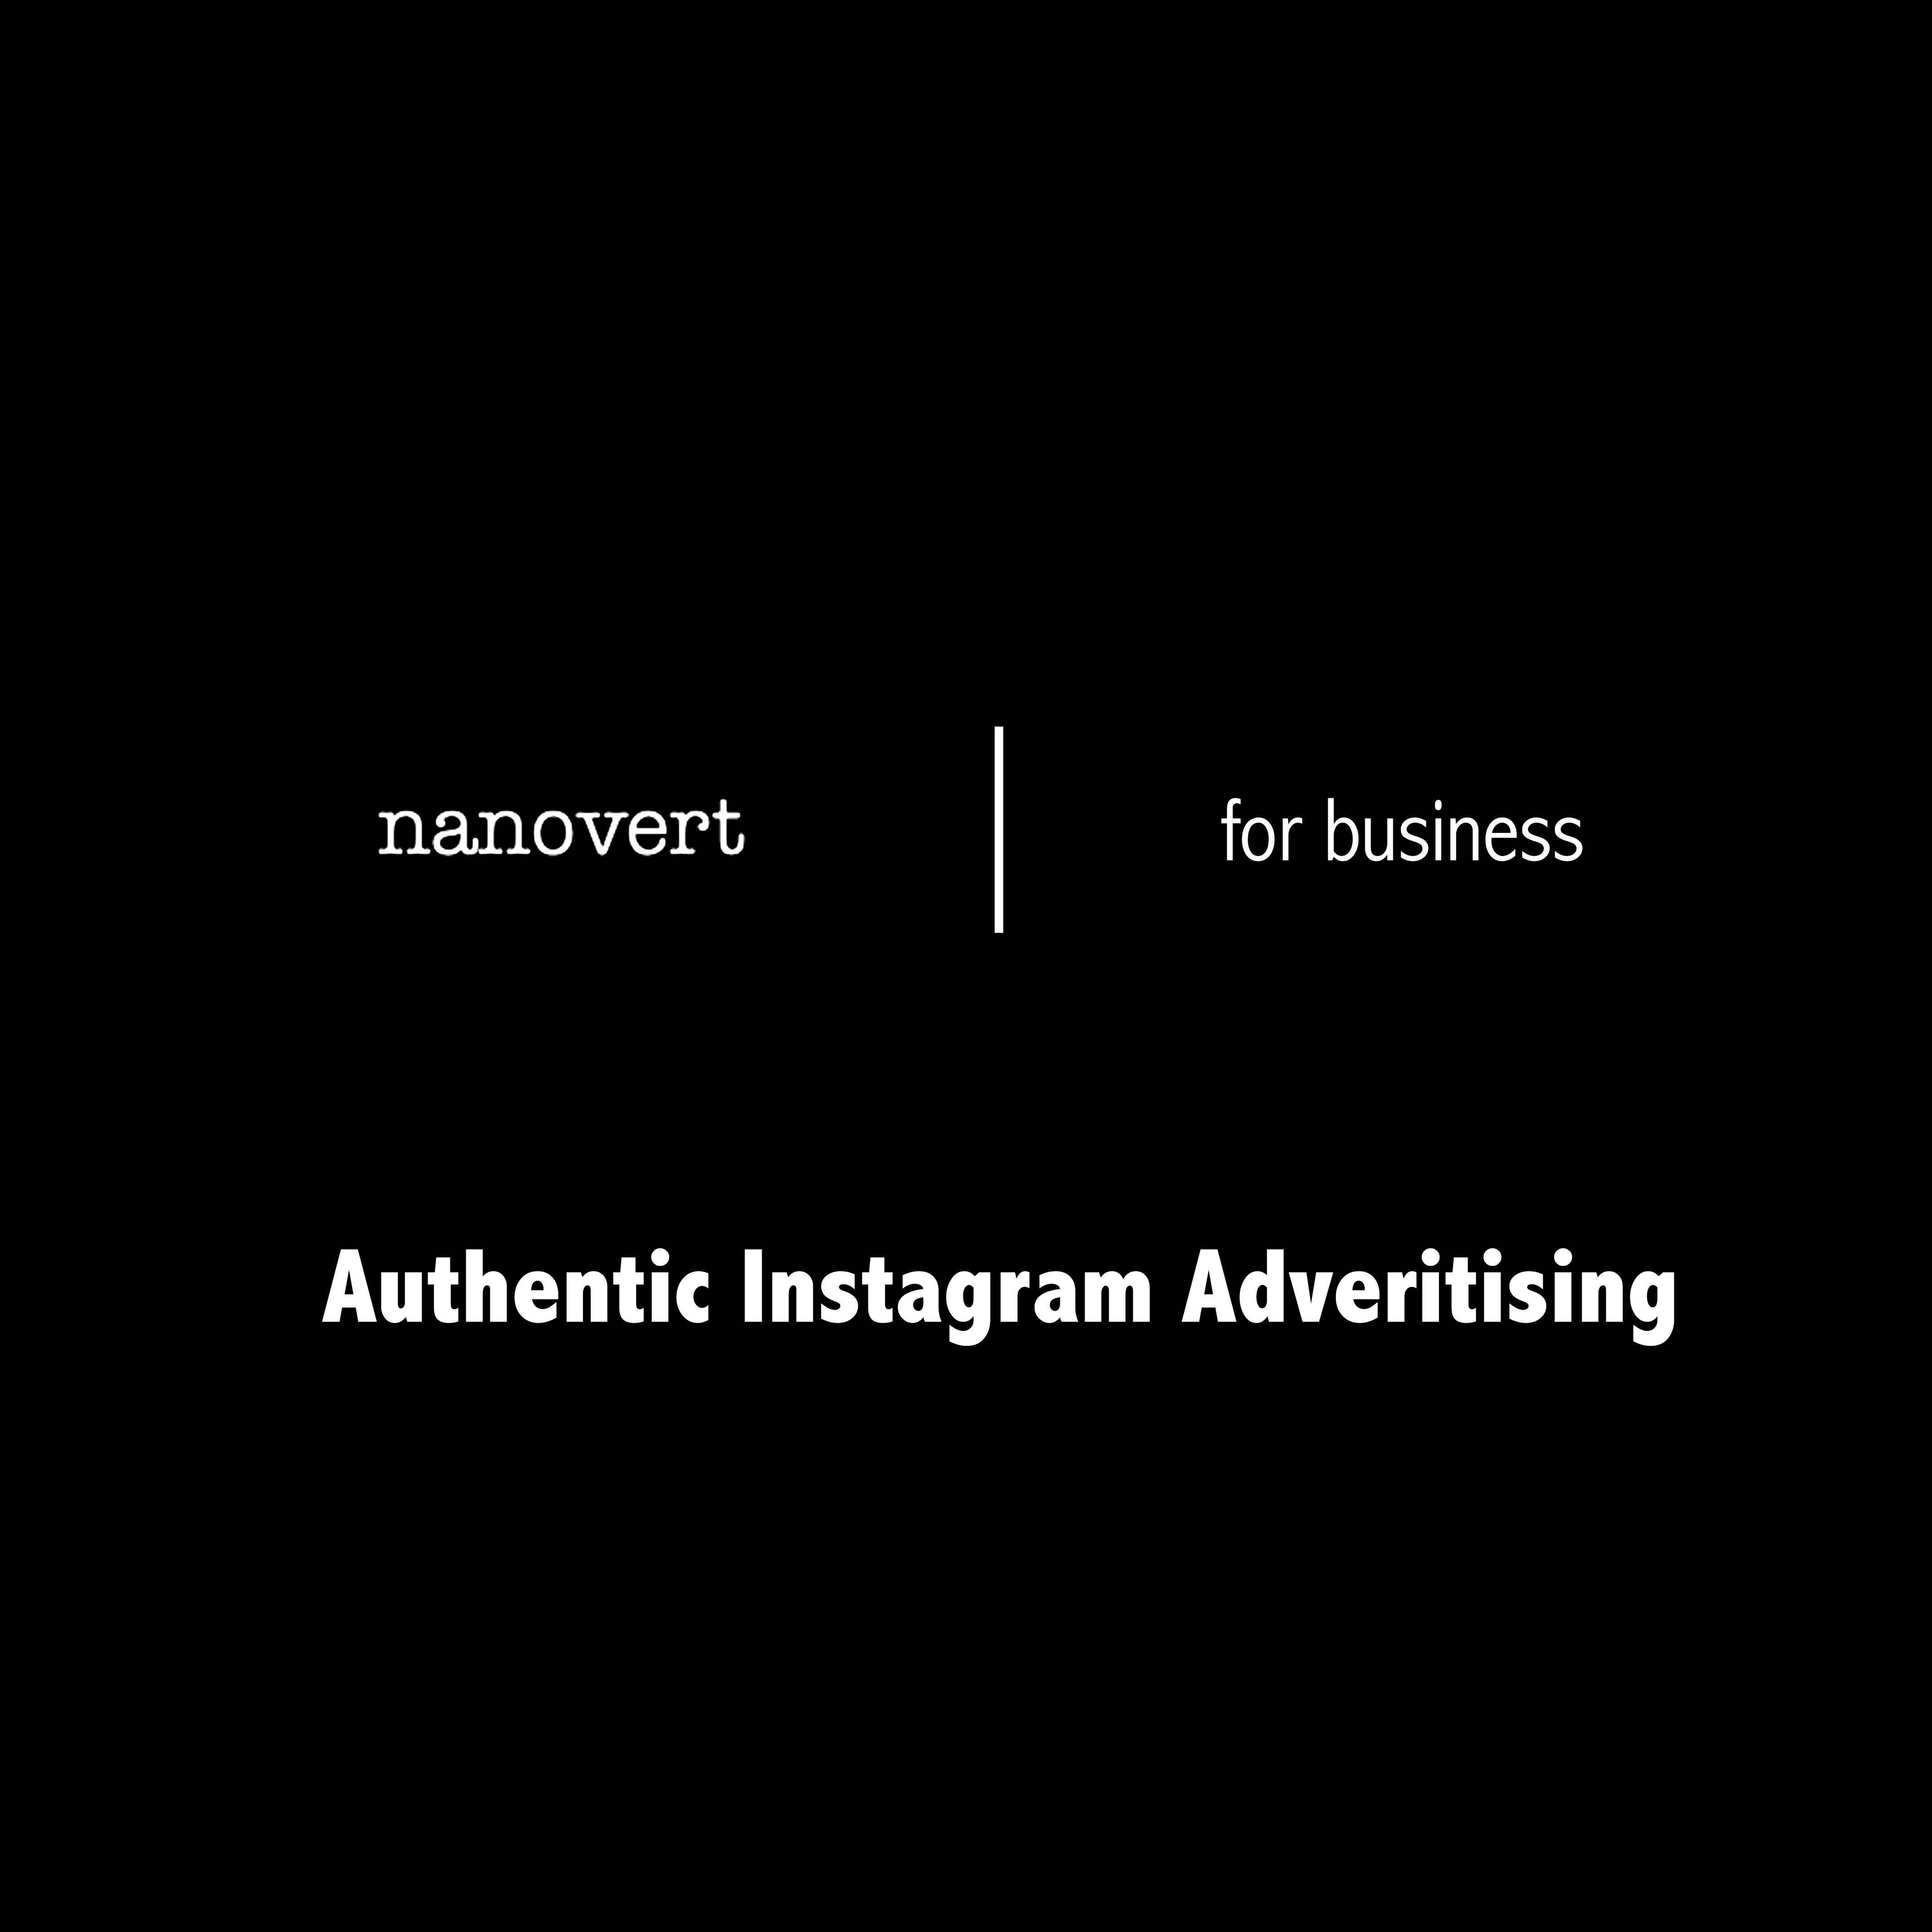 nanovert | for business
Authentic Instagram Adveritising